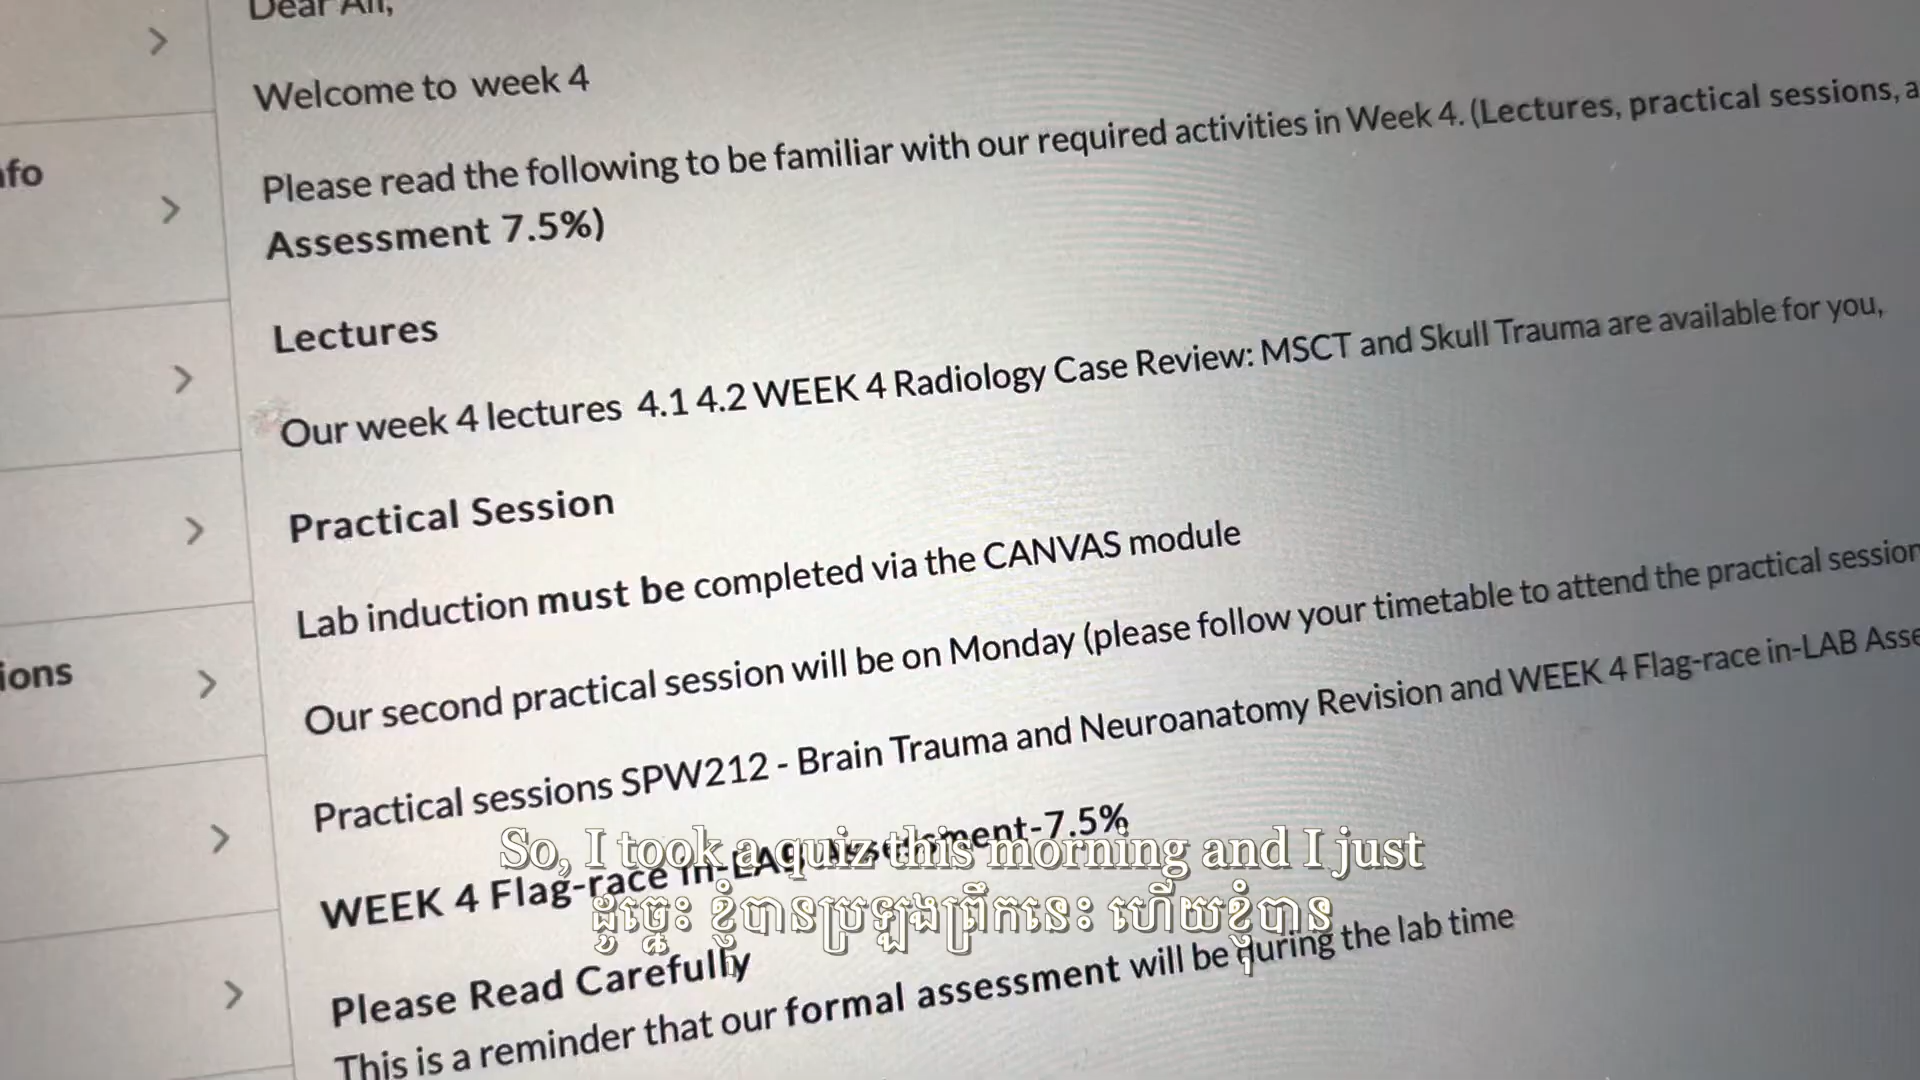 Dear All,
Welcome to week 4
Please read the following to be familiar with our required activities in Week 4. (Lectures, practical sessions, a
Assessment 7.5%)
nfo
Lectures
Our week 4 lectures 4.1 4.2 WEEK 4 Radiology Case Review: MSCT and Skull Trauma are available for you,
Practical Session
Lab induction must be completed via the CANVAS module
Our second practical session will be on Monday (please follow your timetable to attend the practical session
ions
Practical sessions SPW212 - Brain Trauma and Neuroanatomy Revision and WEEK 4 Flag-race in-LAB Asse
WEEK 4 Flag-race in-LAB Assessment-7.5%
Please Read Carefully
This is a reminder that our formal assessment will be during the lab time
So, I took a quiz this morning and I just
ដូច្នេះ ខ្ញុំបានប្រឡងព្រឹកនេះ ហើយខ្ញុំបាន